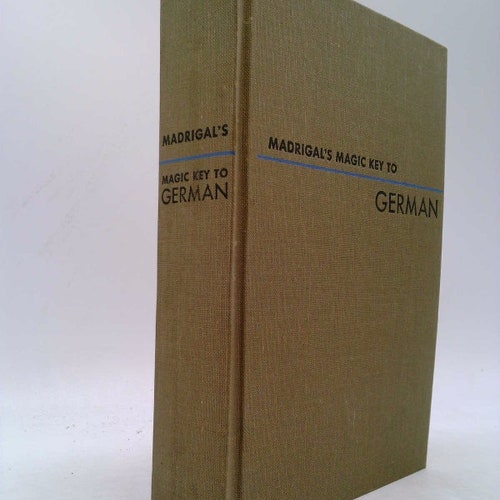 MADRIGAL'S
MAGIC KEY TO
GERMAN
MADRIGAL'S MAGIC KEY TO
GERMAN